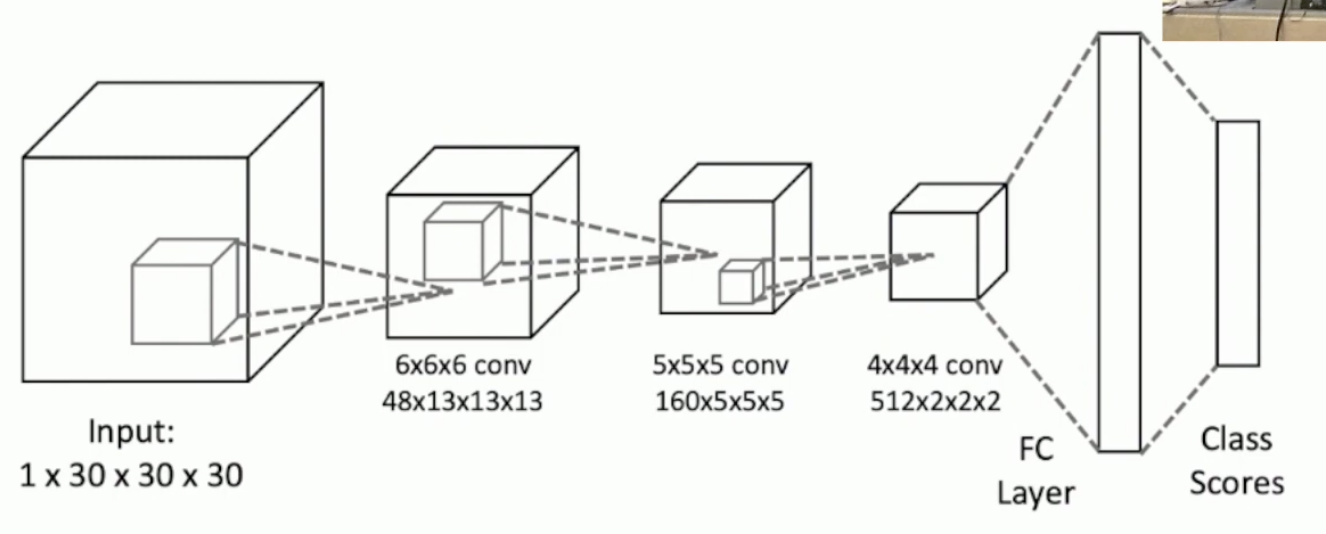 Input:
1 x 30 x 30 x 30
6x6x6 conv
48x13x13x13
5x5x5 conv
160x5x5x5
4x4x4 conv
512x2x2x2
FC
Layer
Class
Scores